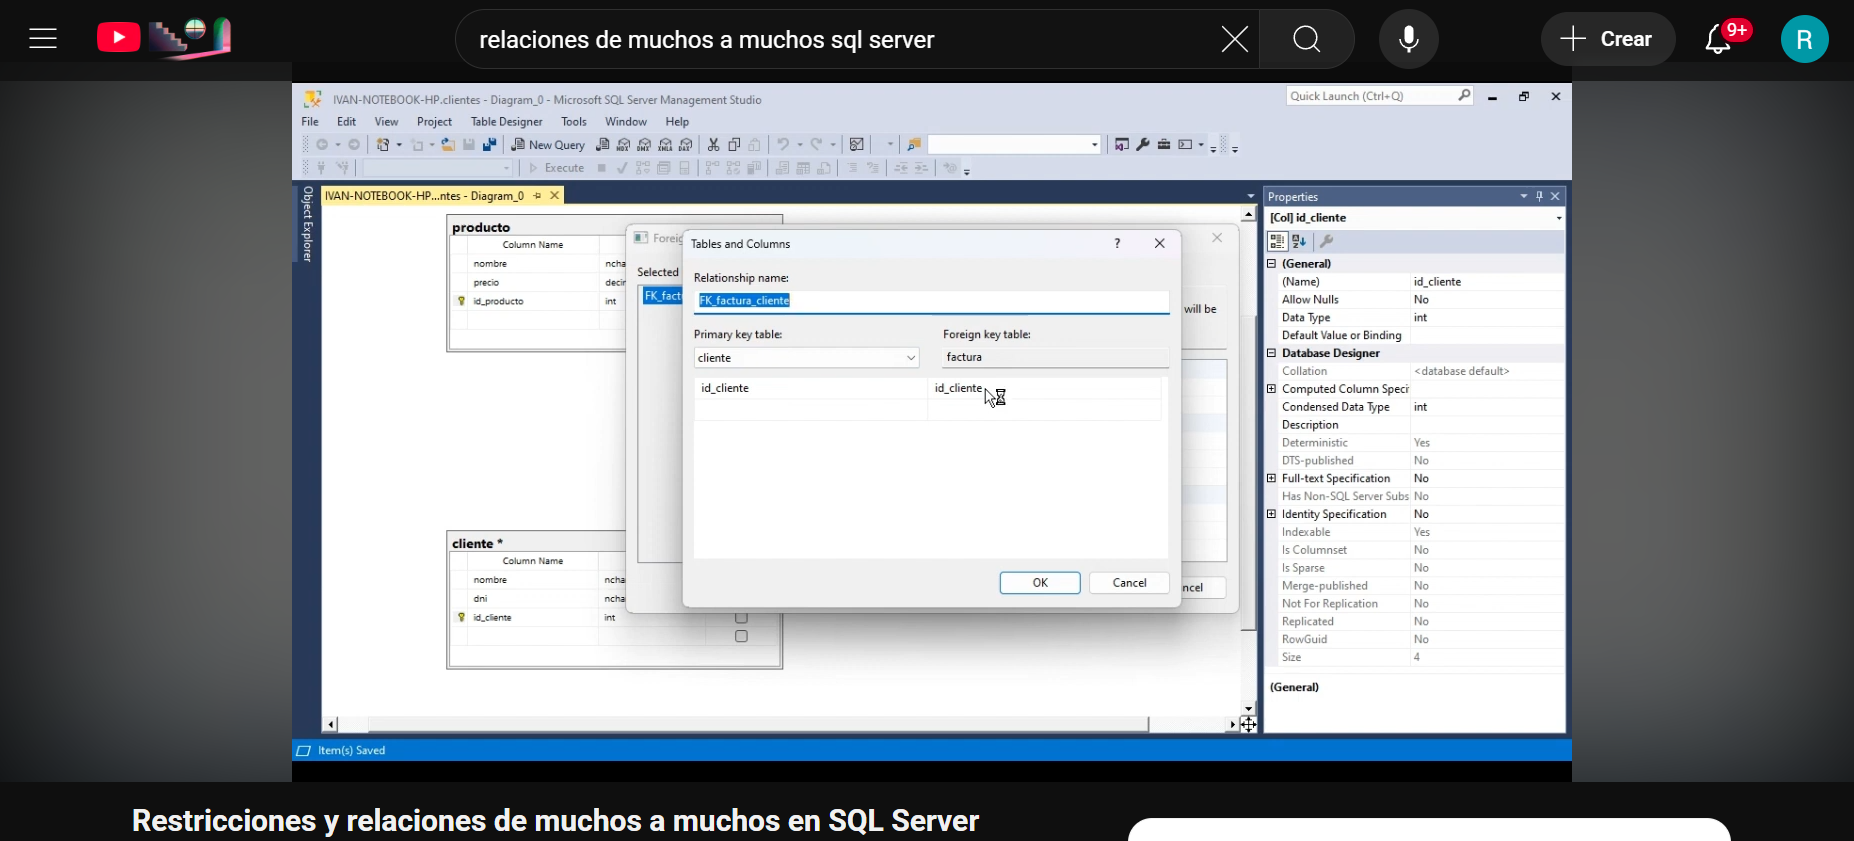 relaciones de muchos a muchos sql server
Crear
9+
R
IVAN-NOTEBOOK-HP.clientes - Diagram_0 - Microsoft SQL Server Management Studio
Quick Launch (Ctrl+Q)
File Edit View Project Table Designer Tools Window Help
New Query
Execute
Object Explorer
IVAN-NOTEBOOK-HP...ntes - Diagram_0
producto
Column Name
nombre ncha
precio decir
id_producto int
cliente *
Column Name
nombre ncha
dni ncha
id_cliente int
Foreig
Selected
FK_factu
will be
ncel
Tables and Columns
?
Relationship name:
FK_factura_cliente
Primary key table: Foreign key table:
cliente factura
id_cliente id_cliente
OK Cancel
Properties
[Col] id_cliente
(General)
(Name) id_cliente
Allow Nulls No
Data Type int
Default Value or Binding
Database Designer
Collation <database default>
Computed Column Specif
Condensed Data Type int
Description
Deterministic Yes
DTS-published No
Full-text Specification No
Has Non-SQL Server Subs No
Identity Specification No
Indexable Yes
Is Columnset No
Is Sparse No
Merge-published No
Not For Replication No
Replicated No
RowGuid No
Size 4
(General)
Item(s) Saved
Restricciones y relaciones de muchos a muchos en SQL Server